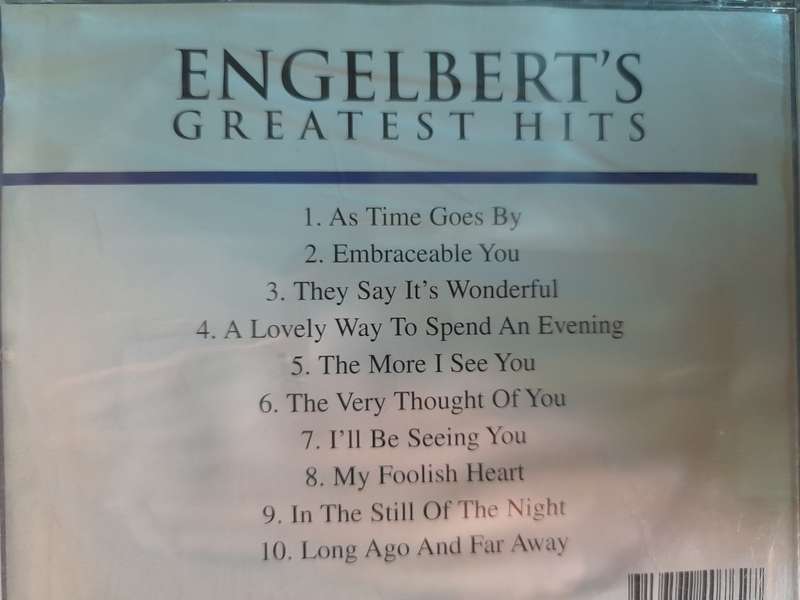 ENGELBERT'S
GREATEST HITS
1. As Time Goes By
2. Embraceable You
3. They Say It's Wonderful
4. A Lovely Way To Spend An Evening
5. The More I See You
6. The Very Thought Of You
7. I'll Be Seeing You
8. My Foolish Heart
9. In The Still Of The Night
10. Long Ago And Far Away